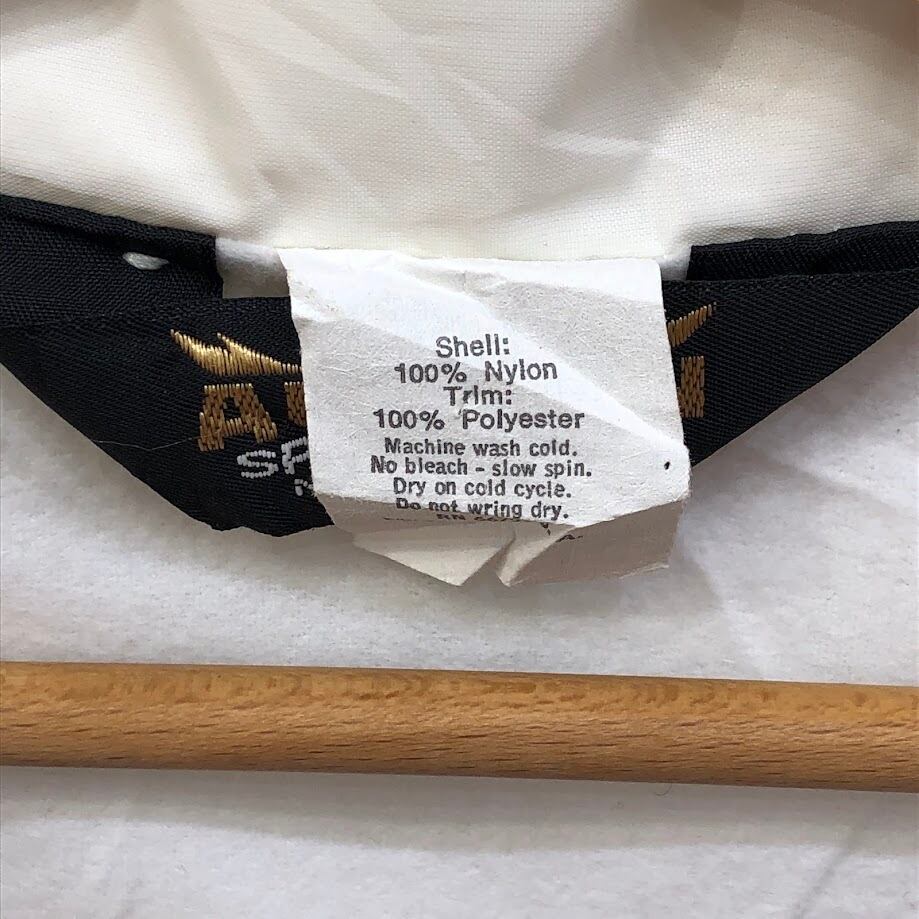 Shell:
100% Nylon
Trim:
100% Polyester
Machine wash cold.
No bleach - slow spin.
Dry on cold cycle.
Do not wring dry.